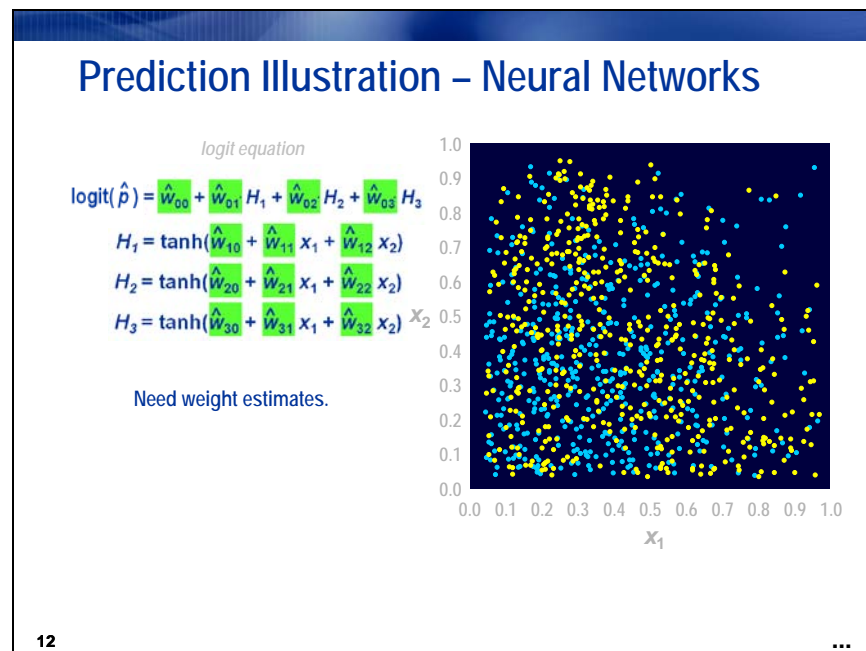 Prediction Illustration – Neural Networks
logit equation
logit( p̂ ) = ŵ₀₀ + ŵ₀₁· H₁ + ŵ₀₂· H₂ + ŵ₀₃· H₃
H₁ = tanh(ŵ₁₀ + ŵ₁₁ x₁ + ŵ₁₂ x₂)
H₂ = tanh(ŵ₂₀ + ŵ₂₁ x₁ + ŵ₂₂ x₂)
H₃ = tanh(ŵ₃₀ + ŵ₃₁ x₁ + ŵ₃₂ x₂)
Need weight estimates.
x₂
1.0
0.9
0.8
0.7
0.6
0.5
0.4
0.3
0.2
0.1
0.0
0.0 0.1 0.2 0.3 0.4 0.5 0.6 0.7 0.8 0.9 1.0
x₁
12
...